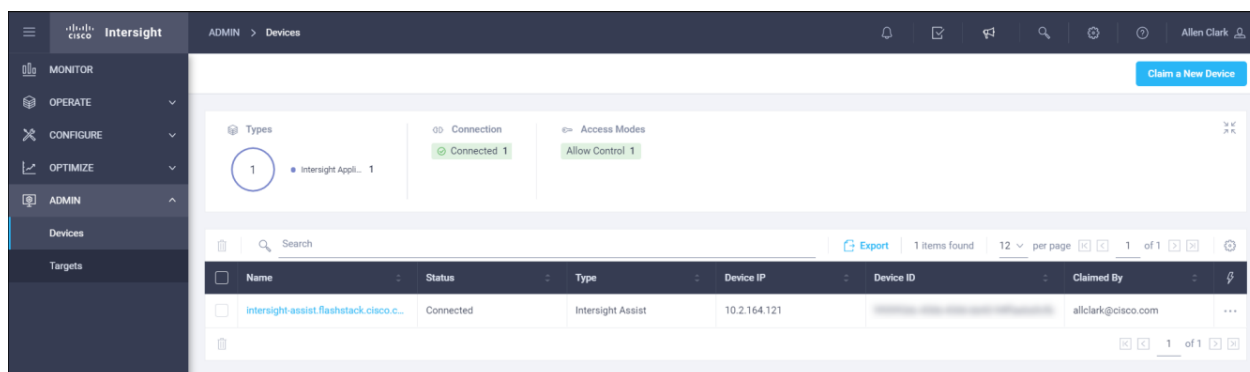 cisco Intersight
ADMIN > Devices
Allen Clark
MONITOR
OPERATE
CONFIGURE
OPTIMIZE
ADMIN
Devices
Targets
Claim a New Device
Types
1
Intersight Appli... 1
Connection
Connected 1
Access Modes
Allow Control 1
Search
Export 1 items found 12 per page 1 of 1
Name Status Type Device IP Device ID Claimed By
intersight-assist.flashstack.cisco.c... Connected Intersight Assist 10.2.164.121 allclark@cisco.com
1 of 1